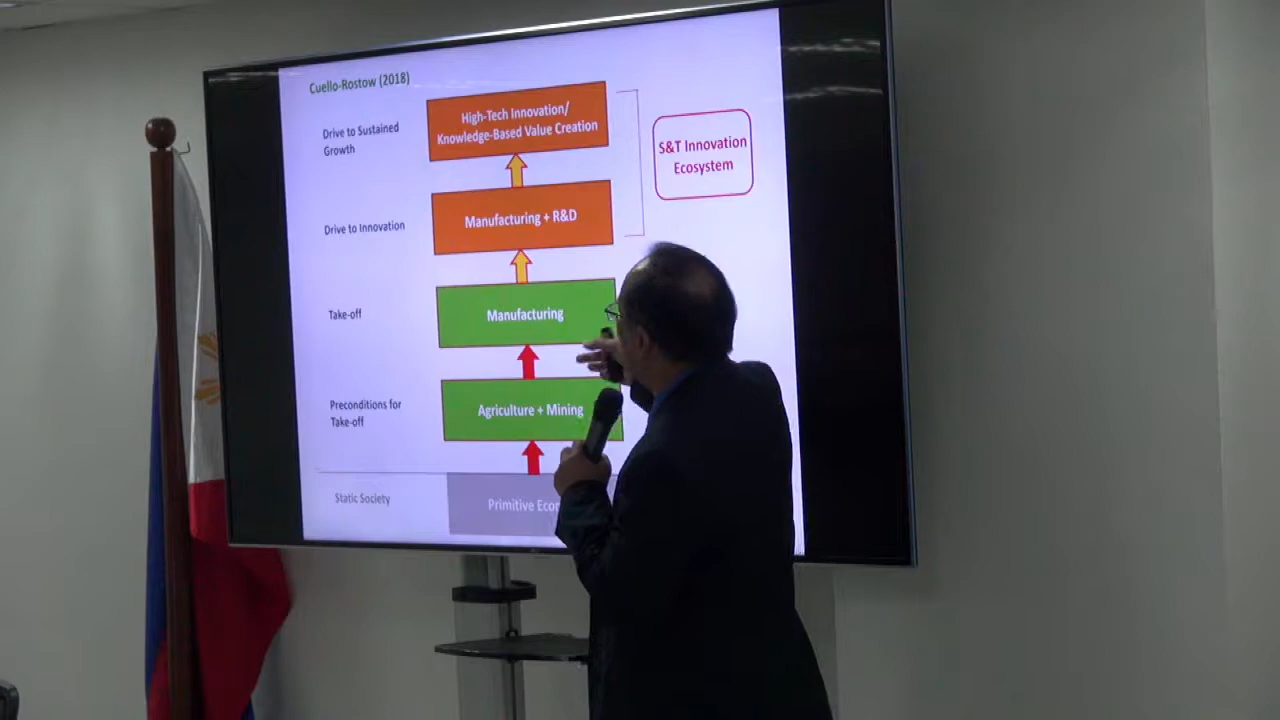 Cuello-Rostow (2018)
Drive to Sustained
Growth
High-Tech Innovation/
Knowledge-Based Value Creation
S&T Innovation
Ecosystem
Drive to Innovation
Manufacturing + R&D
Take-off
Manufacturing
Preconditions for
Take-off
Agriculture + Mining
Static Society
Primitive